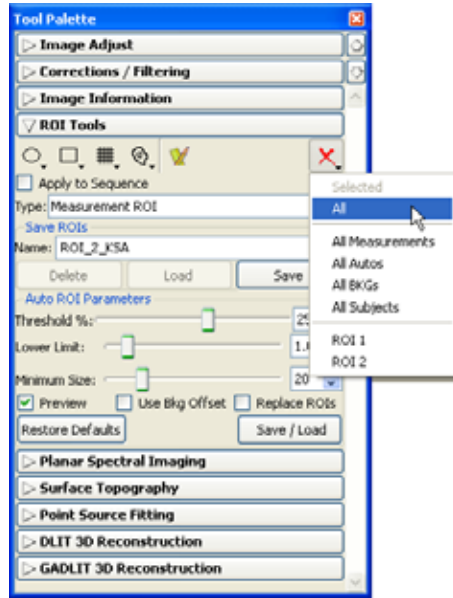 Tool Palette
Image Adjust
Corrections / Filtering
Image Information
ROI Tools
Apply to Sequence
Selected
Type: Measurement ROI
All
Save ROIs
Name: ROI_2_KSA
All Measurements
Delete Load Save
All Autos
Auto ROI Parameters
All BKGs
Threshold %:
All Subjects
Lower Limit: 1.
ROI 1
Minimum Size: 20
ROI 2
Preview Use Bkg Offset Replace ROIs
Restore Defaults Save / Load
Planar Spectral Imaging
Surface Topography
Point Source Fitting
DLIT 3D Reconstruction
GADLIT 3D Reconstruction